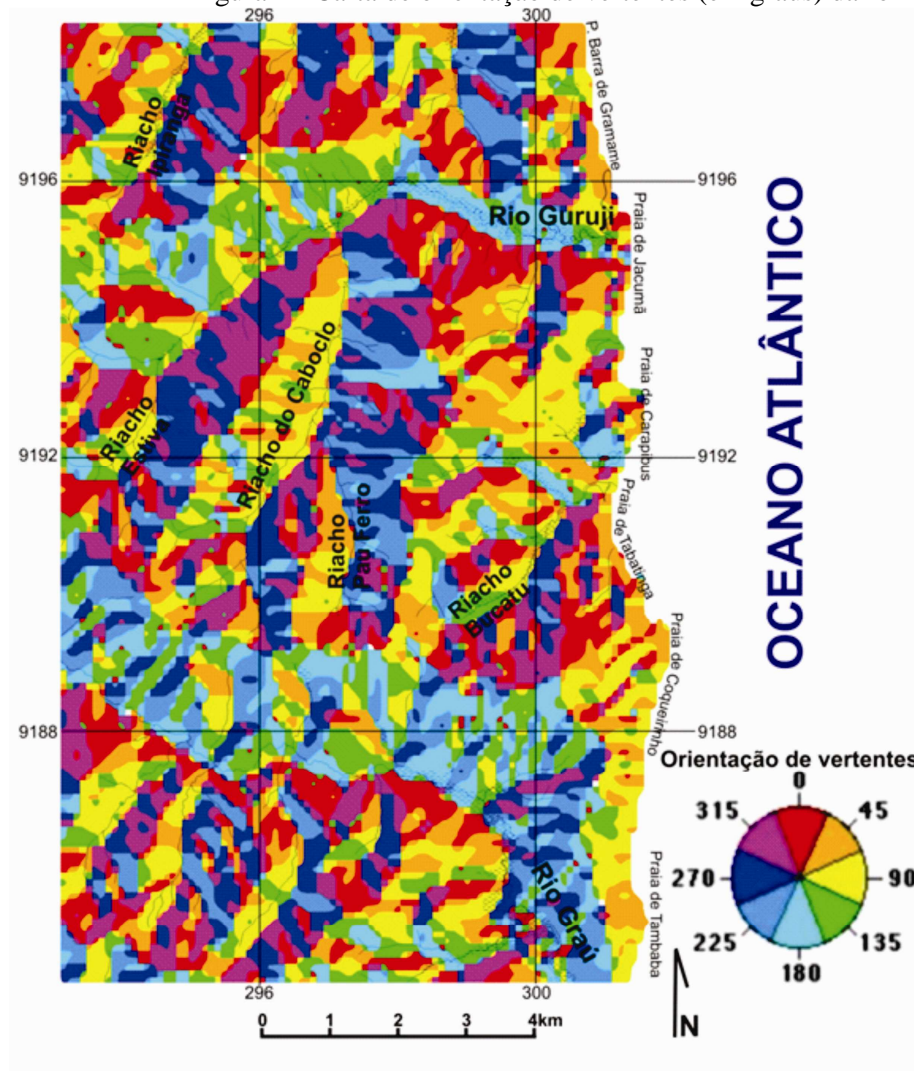 296
300
P. Barra de Gramame
Riacho
Ipiranga
9196
9196
Rio Guruji
Praia de Jacumã
OCEANO ATLÂNTICO
Riacho do Caboclo
Praia de Carapibus
Riacho
Estiva
9192
9192
Riacho
Pau Ferro
Praia de Tabatinga
Riacho
Bucatu
Praia de Coqueirinho
9188
9188
Orientação de vertentes
0
315
45
270
90
225
135
180
Rio Graú
Praia de Tambaba
296
300
0 1 2 3 4km
N